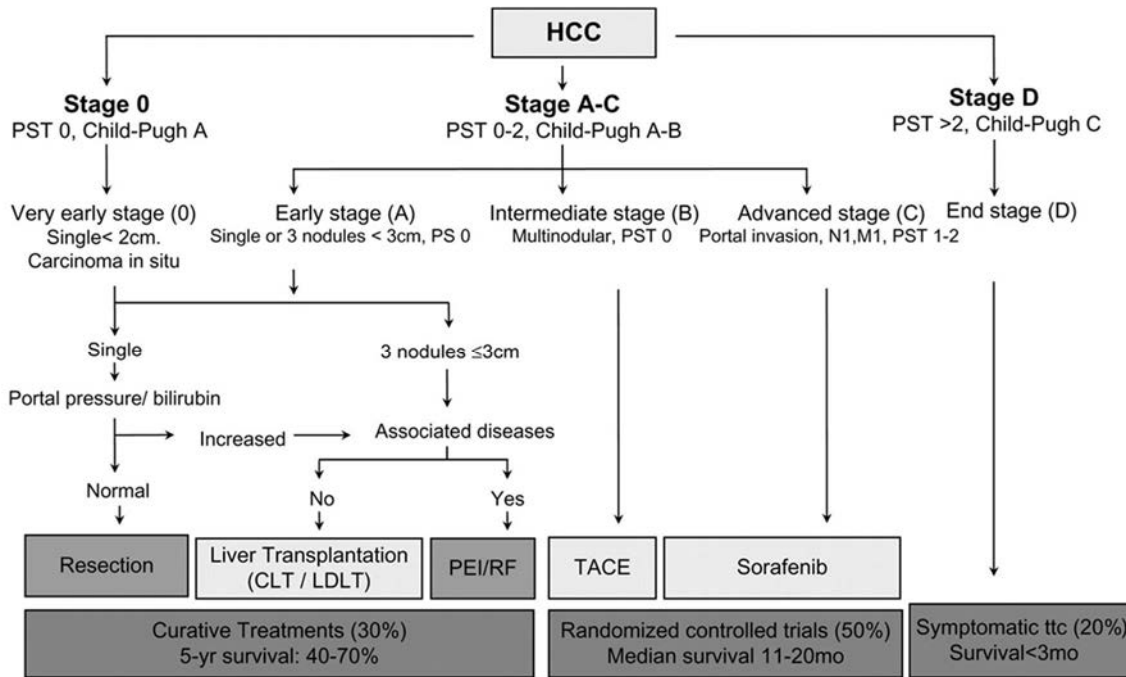 HCC
Stage 0
PST 0, Child-Pugh A
Stage A-C
PST 0-2, Child-Pugh A-B
Stage D
PST >2, Child-Pugh C
Very early stage (0)
Single< 2cm.
Carcinoma in situ
Early stage (A)
Single or 3 nodules < 3cm, PS 0
Intermediate stage (B)
Multinodular, PST 0
Advanced stage (C)
Portal invasion, N1,M1, PST 1-2
End stage (D)
Single
3 nodules ≤3cm
Portal pressure/ bilirubin
Increased
Associated diseases
Normal
No
Yes
Resection
Liver Transplantation
(CLT / LDLT)
PEI/RF
TACE
Sorafenib
Curative Treatments (30%)
5-yr survival: 40-70%
Randomized controlled trials (50%)
Median survival 11-20mo
Symptomatic ttc (20%)
Survival<3mo